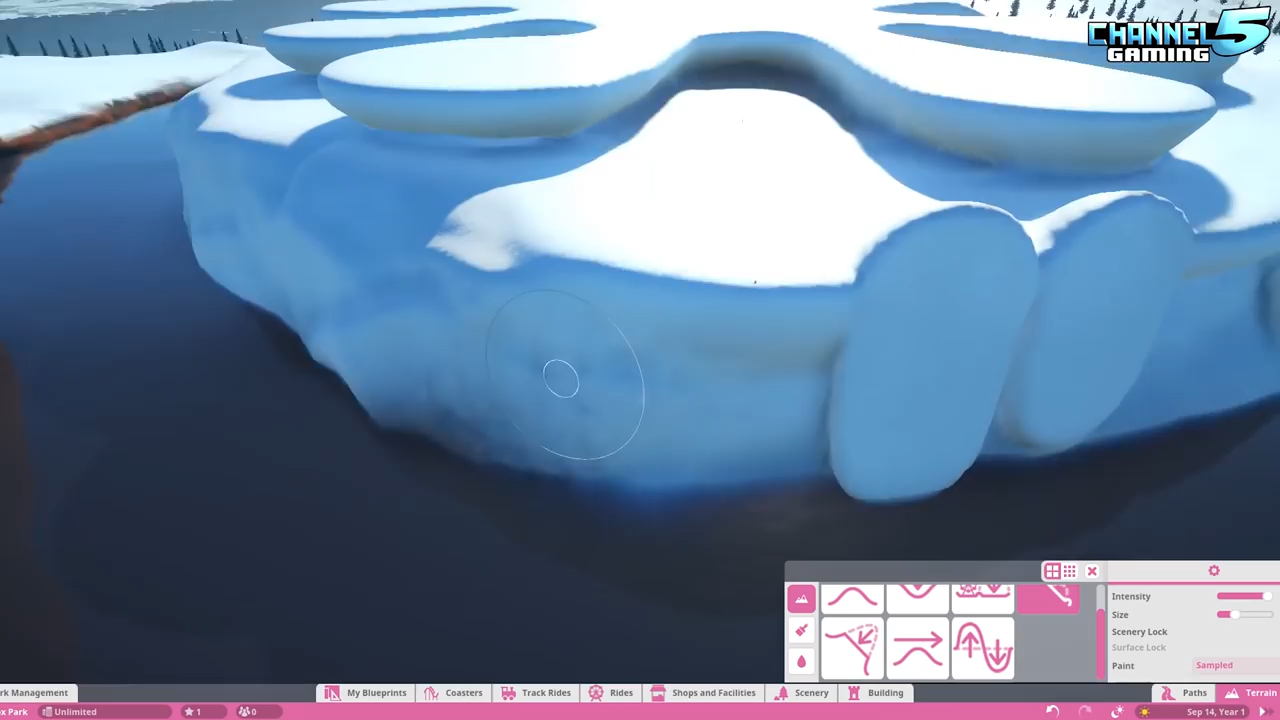 CHANNEL 5
GAMING
Intensity
Size
Scenery Lock
Surface Lock
Paint Sampled
rk Management
My Blueprints
Coasters
Track Rides
Rides
Shops and Facilities
Scenery
Building
Paths
Terrain
ox Park
Unlimited
1
0
Sep 14, Year 1